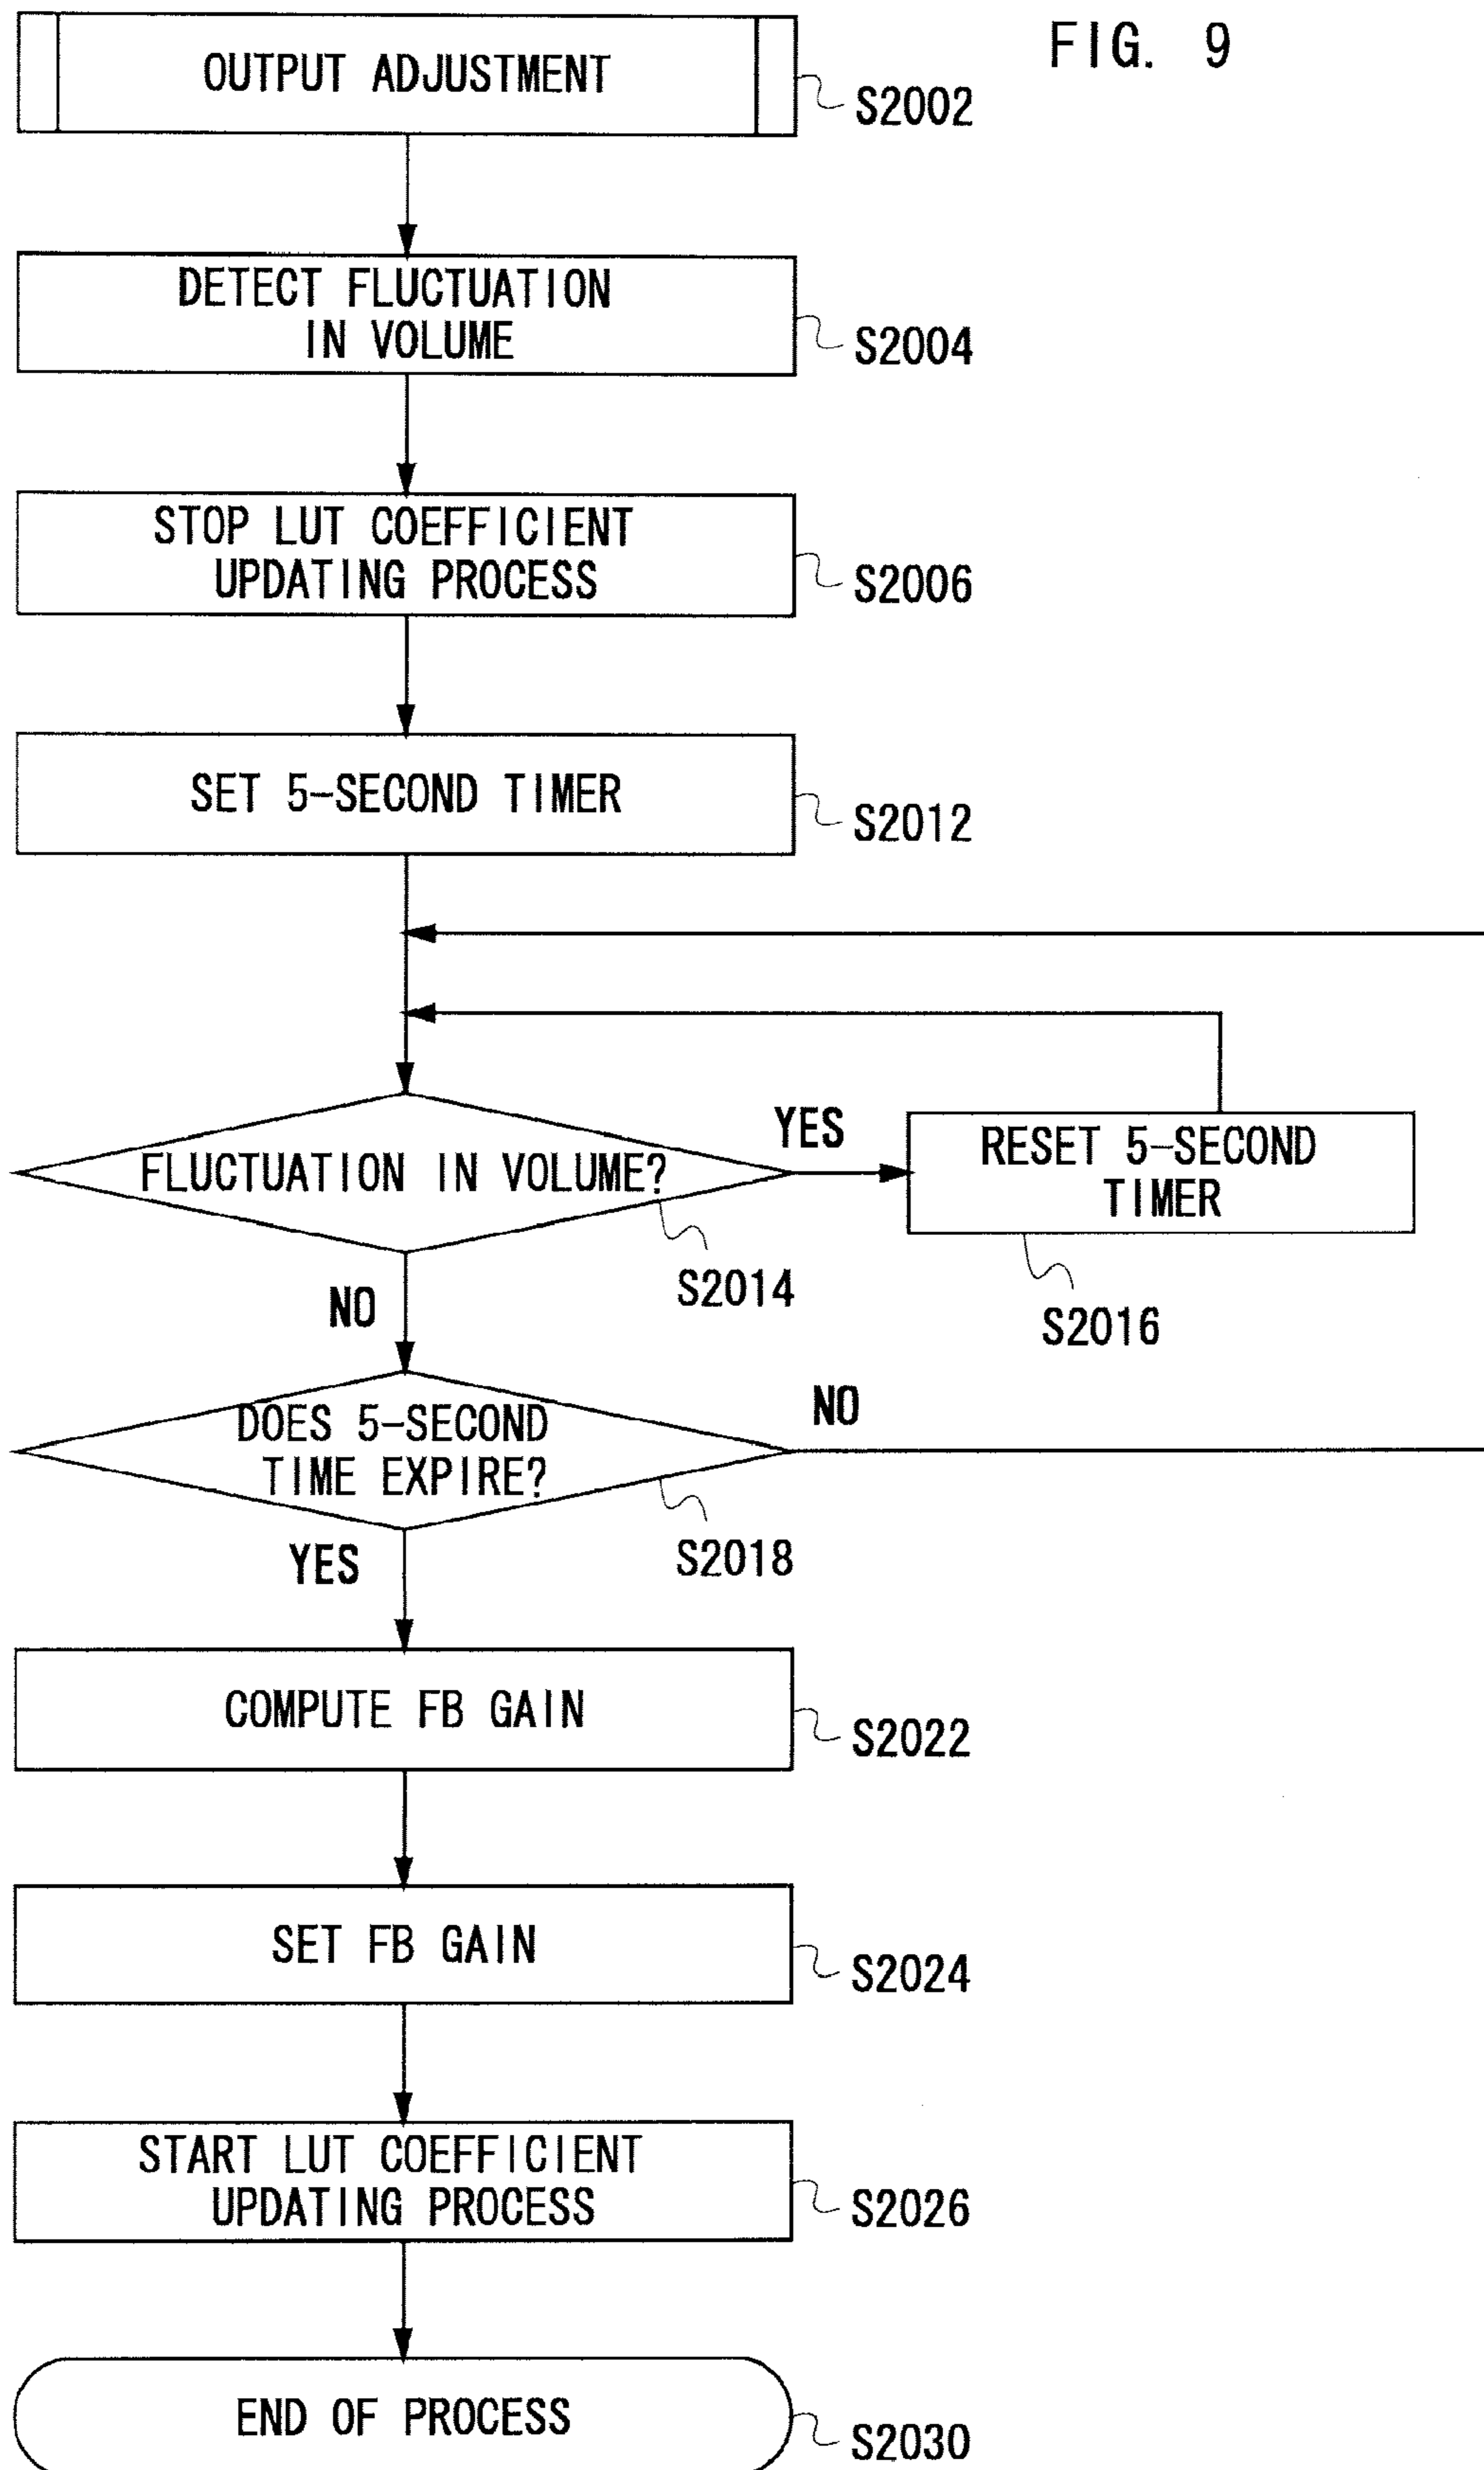 FIG. 9
OUTPUT ADJUSTMENT
S2002
DETECT FLUCTUATION
IN VOLUME
S2004
STOP LUT COEFFICIENT
UPDATING PROCESS
S2006
SET 5-SECOND TIMER
S2012
FLUCTUATION IN VOLUME?
S2014
YES
RESET 5-SECOND
TIMER
S2016
NO
DOES 5-SECOND
TIME EXPIRE?
S2018
NO
YES
COMPUTE FB GAIN
S2022
SET FB GAIN
S2024
START LUT COEFFICIENT
UPDATING PROCESS
S2026
END OF PROCESS
S2030